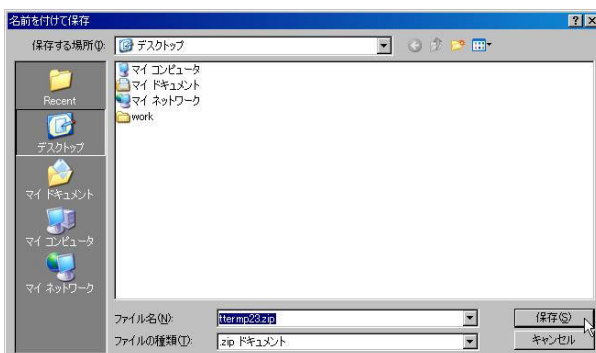 名前を付けて保存
保存する場所(I): デスクトップ
Recent
デスクトップ
マイ ドキュメント
マイ コンピュータ
マイ ネットワーク
マイ コンピュータ
マイ ドキュメント
マイ ネットワーク
work
ファイル名(N): ttermp23.zip 保存(S)
ファイルの種類(T): .zip ドキュメント キャンセル